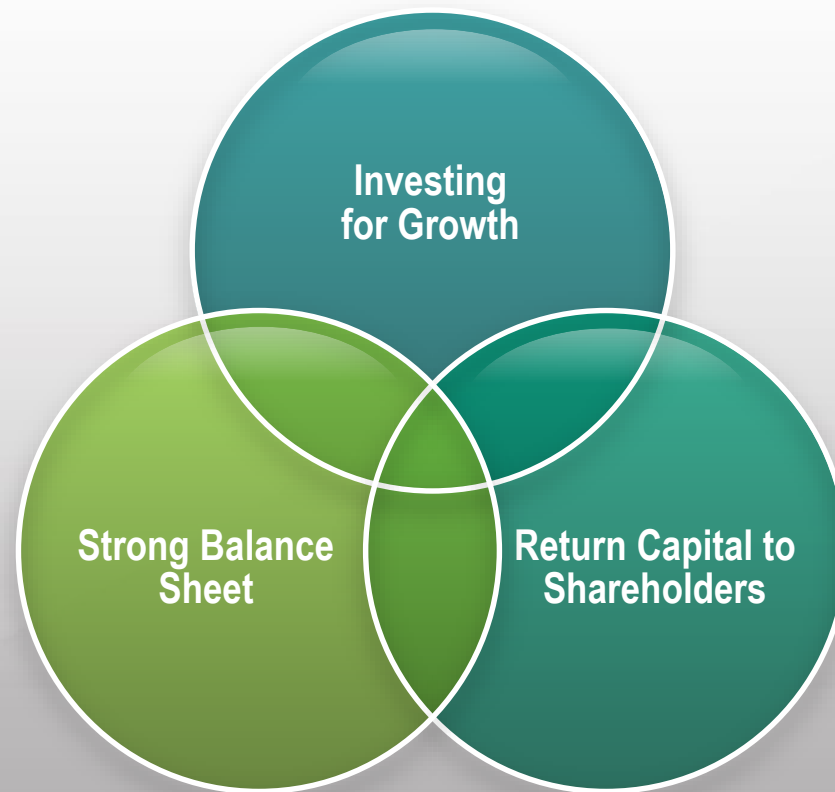 Investing
for Growth
Strong Balance
Sheet
Return Capital to
Shareholders